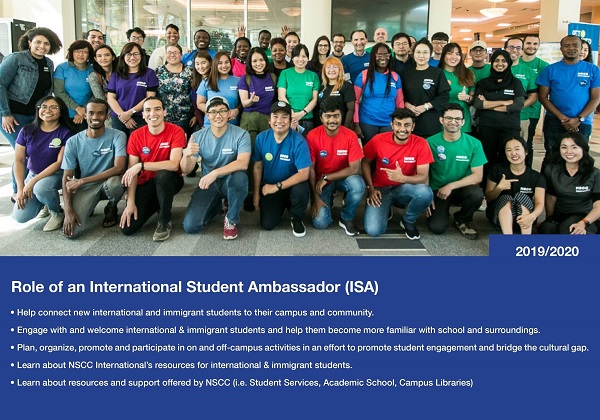 2019/2020
Role of an International Student Ambassador (ISA)
• Help connect new international and immigrant students to their campus and community.
• Engage with and welcome international & immigrant students and help them become more familiar with school and surroundings.
• Plan, organize, promote and participate in on and off-campus activities in an effort to promote student engagement and bridge the cultural gap.
• Learn about NSCC International's resources for international & immigrant students.
• Learn about resources and support offered by NSCC (i.e. Student Services, Academic School, Campus Libraries)